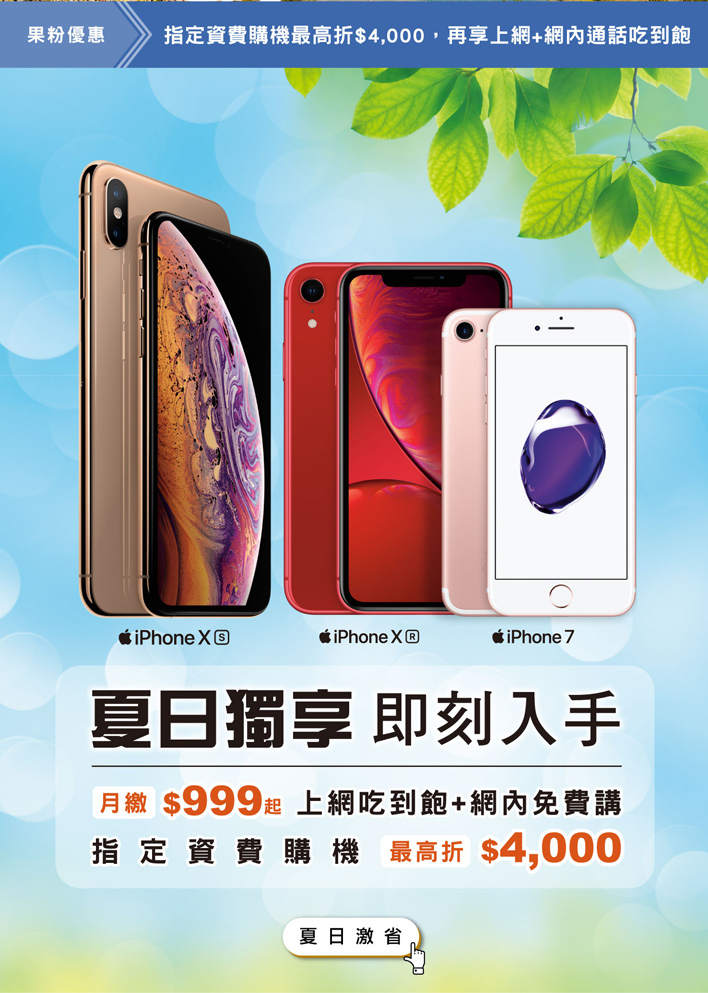 果粉優惠
指定資費購機最高折$4,000，再享上網+網內通話吃到飽
iPhone XS
iPhone XR
iPhone 7
夏日獨享 即刻入手
月繳 $999起 上網吃到飽+網內免費講
指定資費購機 最高折 $4,000
夏日激省